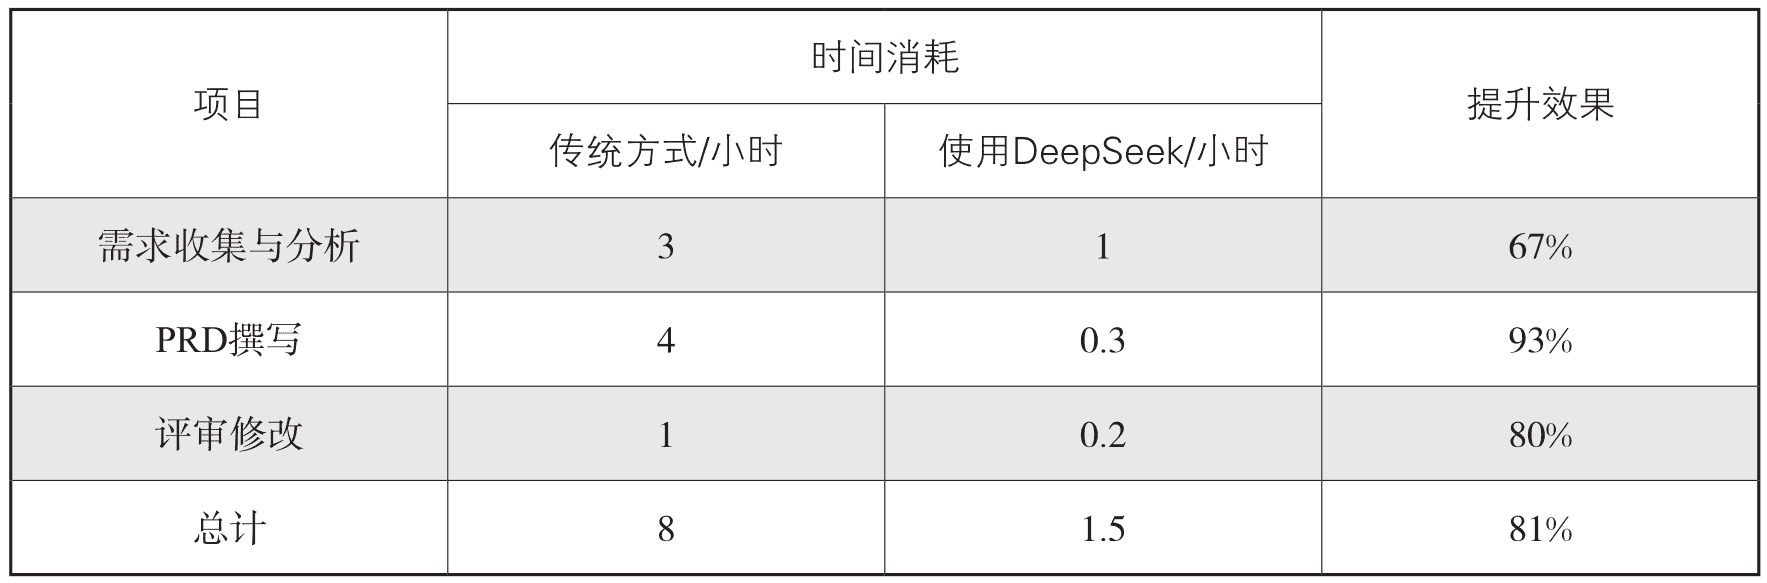 项目 时间消耗 提升效果
传统方式/小时 使用DeepSeek/小时
需求收集与分析 3 1 67%
PRD撰写 4 0.3 93%
评审修改 1 0.2 80%
总计 8 1.5 81%